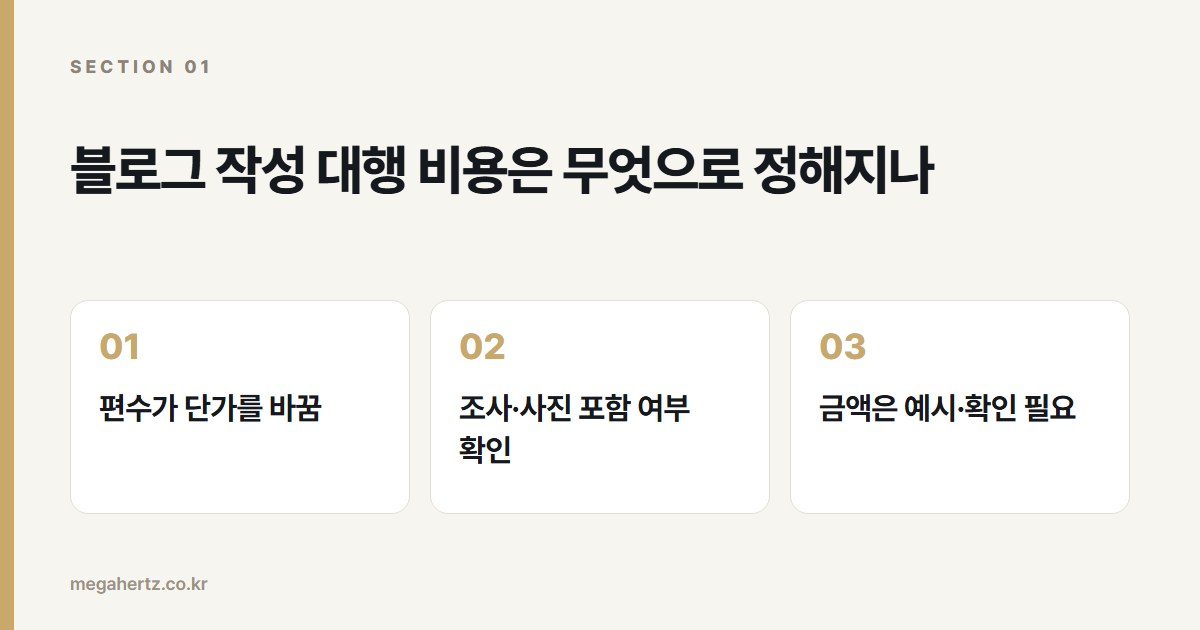 SECTION 01
블로그 작성 대행 비용은 무엇으로 정해지나
01
편수가 단가를 바꿈
02
조사·사진 포함 여부
확인
03
금액은 예시·확인 필요
megahertz.co.kr